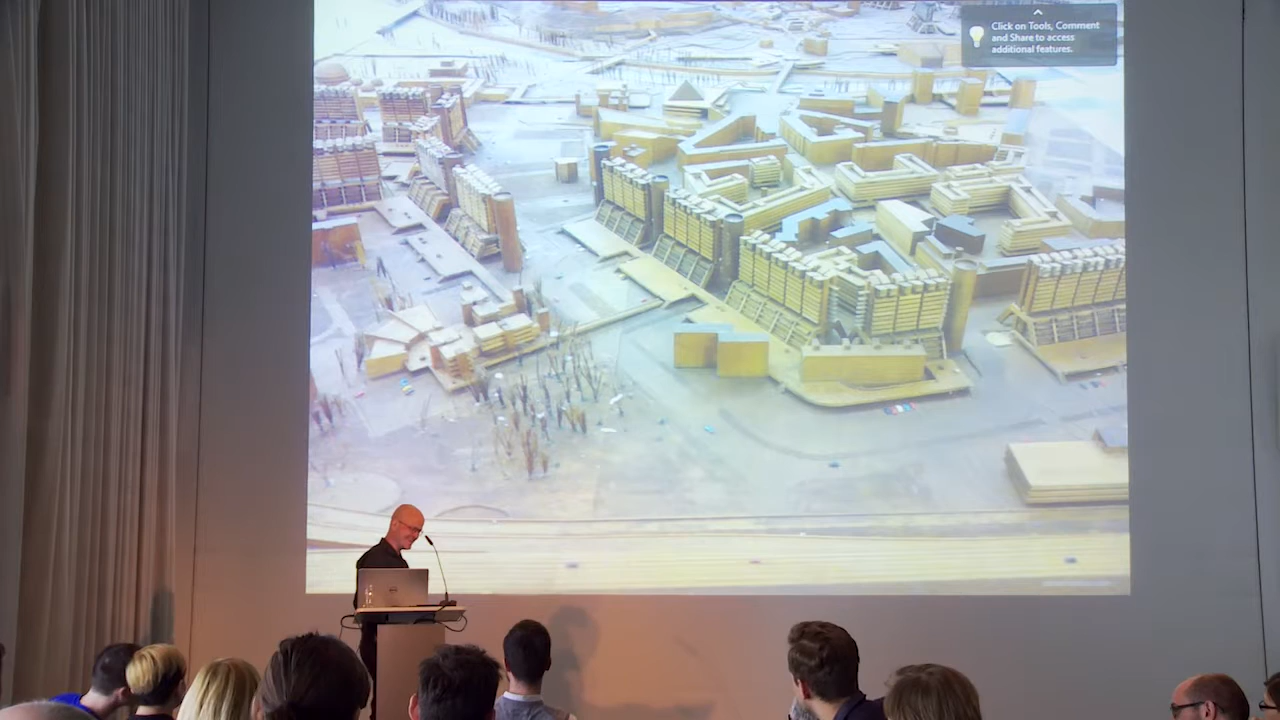 Click on Tools, Comment
and Share to access
additional features.